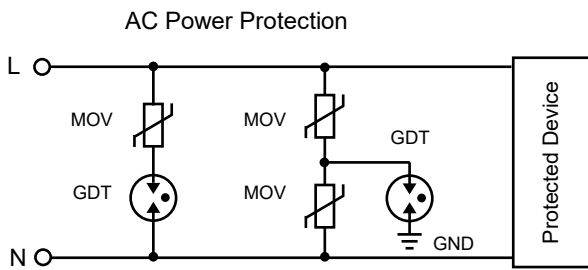 AC Power Protection
L
MOV
MOV
GDT
GDT
MOV
Protected Device
N
GND